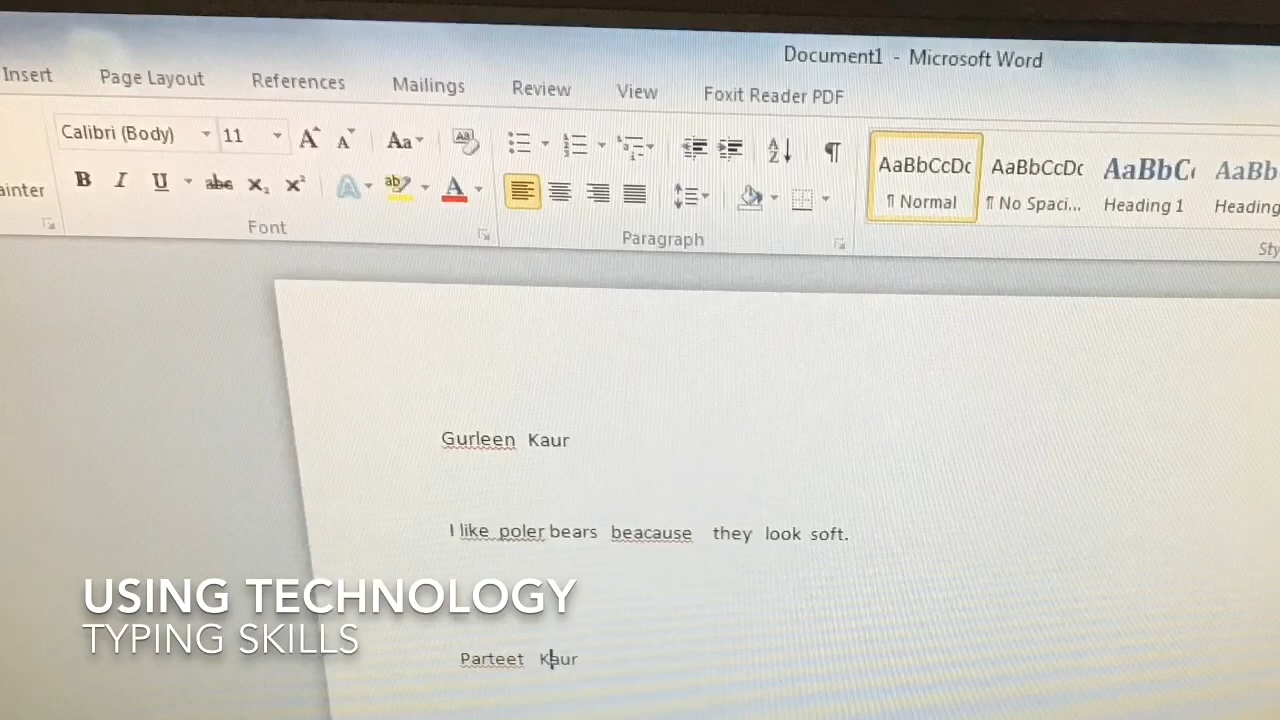 Document1 - Microsoft Word
Insert Page Layout References Mailings Review View Foxit Reader PDF
Calibri (Body) 11 A A Aa
B I U abc X₂ X² A ab A
AaBbCcDc AaBbCcDc AaBbC AaBb
¶ Normal ¶ No Spaci... Heading 1 Heading
ainter
Font Paragraph Sty
Gurleen Kaur
I like poler bears beacause they look soft.
USING TECHNOLOGY
TYPING SKILLS
Parteet Kaur